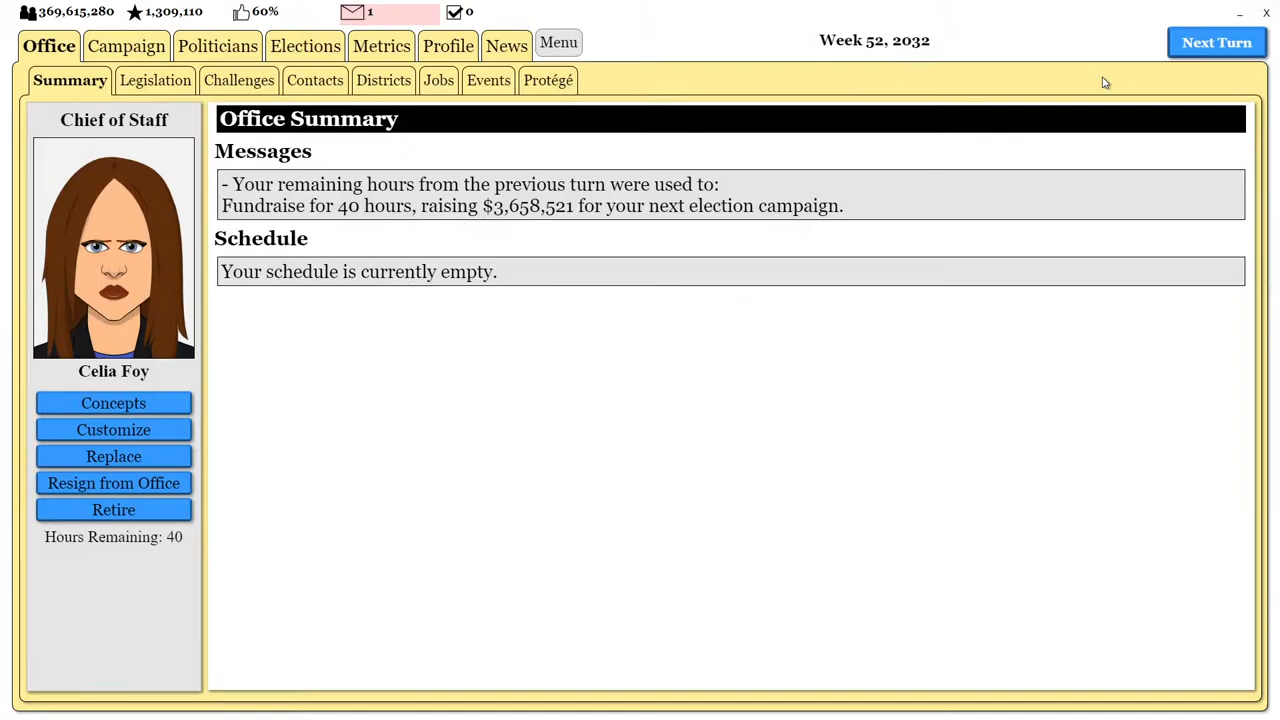 369,615,280 1,309,110 60% 1 0 _ X
Office Campaign Politicians Elections Metrics Profile News Menu Week 52, 2032 Next Turn
Summary Legislation Challenges Contacts Districts Jobs Events Protégé
Chief of Staff
Celia Foy
Concepts
Customize
Replace
Resign from Office
Retire
Hours Remaining: 40
Office Summary
Messages
- Your remaining hours from the previous turn were used to:
Fundraise for 40 hours, raising $3,658,521 for your next election campaign.
Schedule
Your schedule is currently empty.